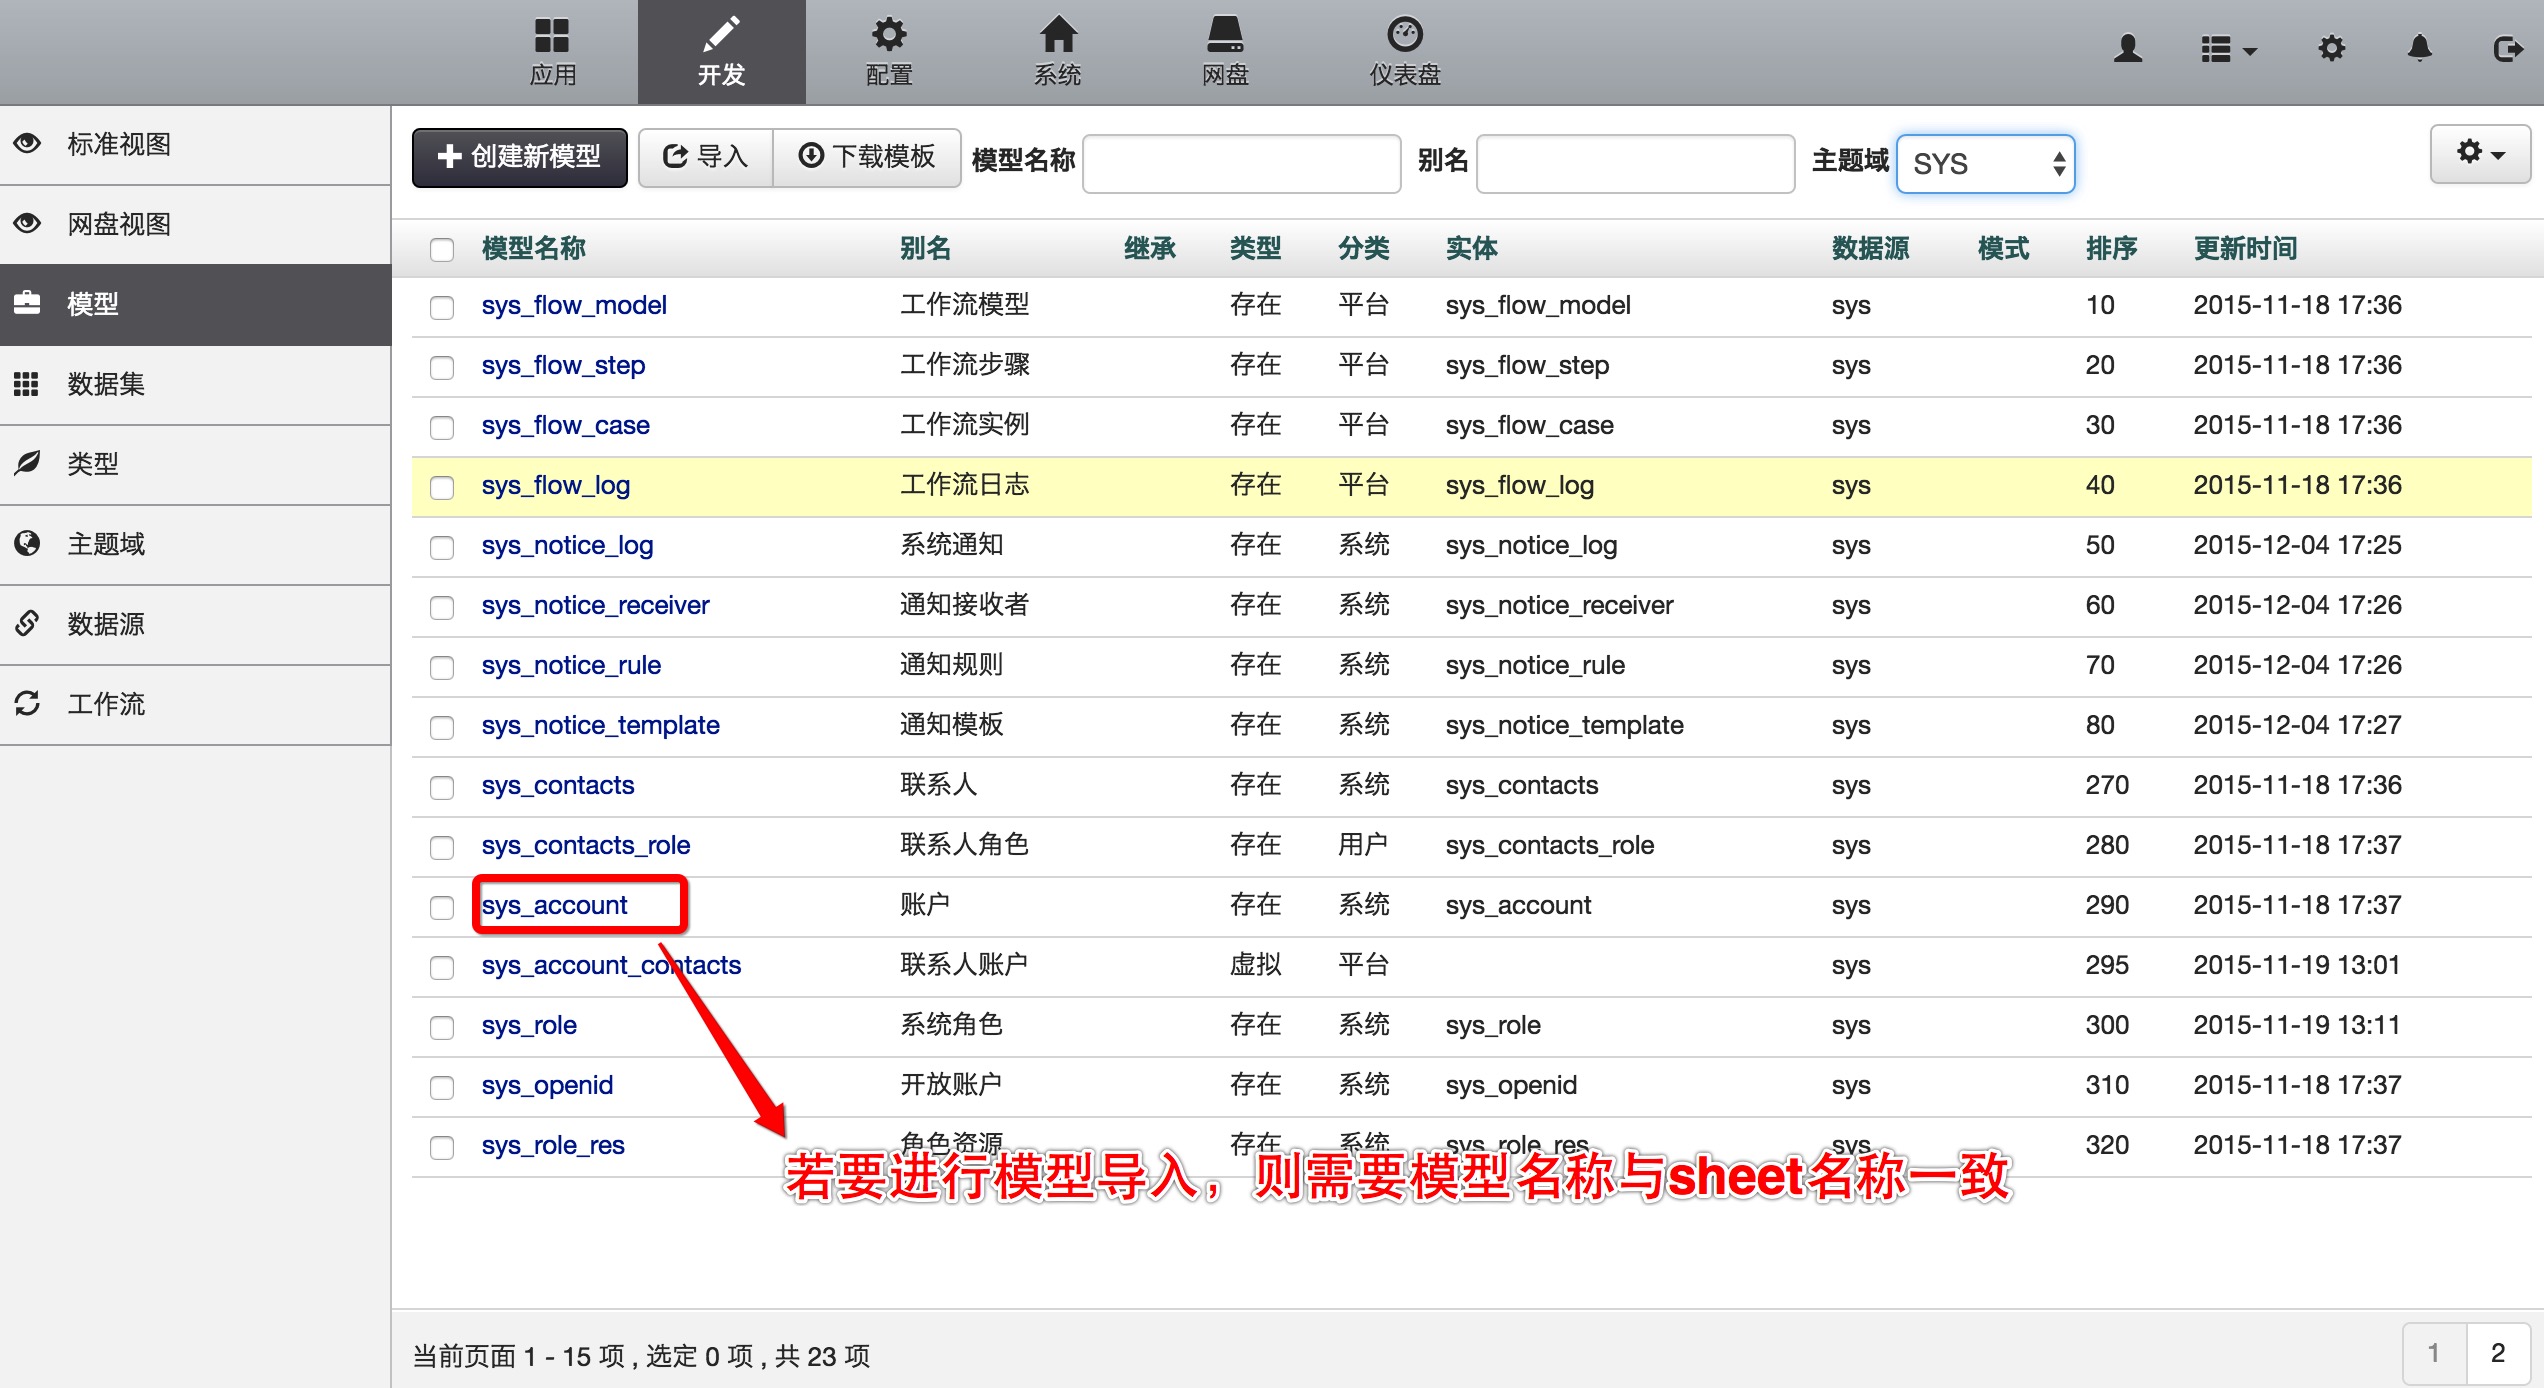 应用 开发 配置 系统 网盘 仪表盘
标准视图
网盘视图
模型
数据集
类型
主题域
数据源
工作流
创建新模型 导入 下载模板 模型名称 别名 主题域 SYS
模型名称 别名 继承 类型 分类 实体 数据源 模式 排序 更新时间
sys_flow_model 工作流模型 存在 平台 sys_flow_model sys 10 2015-11-18 17:36
sys_flow_step 工作流步骤 存在 平台 sys_flow_step sys 20 2015-11-18 17:36
sys_flow_case 工作流实例 存在 平台 sys_flow_case sys 30 2015-11-18 17:36
sys_flow_log 工作流日志 存在 平台 sys_flow_log sys 40 2015-11-18 17:36
sys_notice_log 系统通知 存在 系统 sys_notice_log sys 50 2015-12-04 17:25
sys_notice_receiver 通知接收者 存在 系统 sys_notice_receiver sys 60 2015-12-04 17:26
sys_notice_rule 通知规则 存在 系统 sys_notice_rule sys 70 2015-12-04 17:26
sys_notice_template 通知模板 存在 系统 sys_notice_template sys 80 2015-12-04 17:27
sys_contacts 联系人 存在 系统 sys_contacts sys 270 2015-11-18 17:36
sys_contacts_role 联系人角色 存在 用户 sys_contacts_role sys 280 2015-11-18 17:37
sys_account 账户 存在 系统 sys_account sys 290 2015-11-18 17:37
sys_account_contacts 联系人账户 虚拟 平台 sys 295 2015-11-19 13:01
sys_role 系统角色 存在 系统 sys_role sys 300 2015-11-19 13:11
sys_openid 开放账户 存在 系统 sys_openid sys 310 2015-11-18 17:37
sys_role_res 角色资源 存在 系统 sys_role_res sys 320 2015-11-18 17:37
若要进行模型导入，则需要模型名称与sheet名称一致
当前页面 1 - 15 项 , 选定 0 项 , 共 23 项
1 2